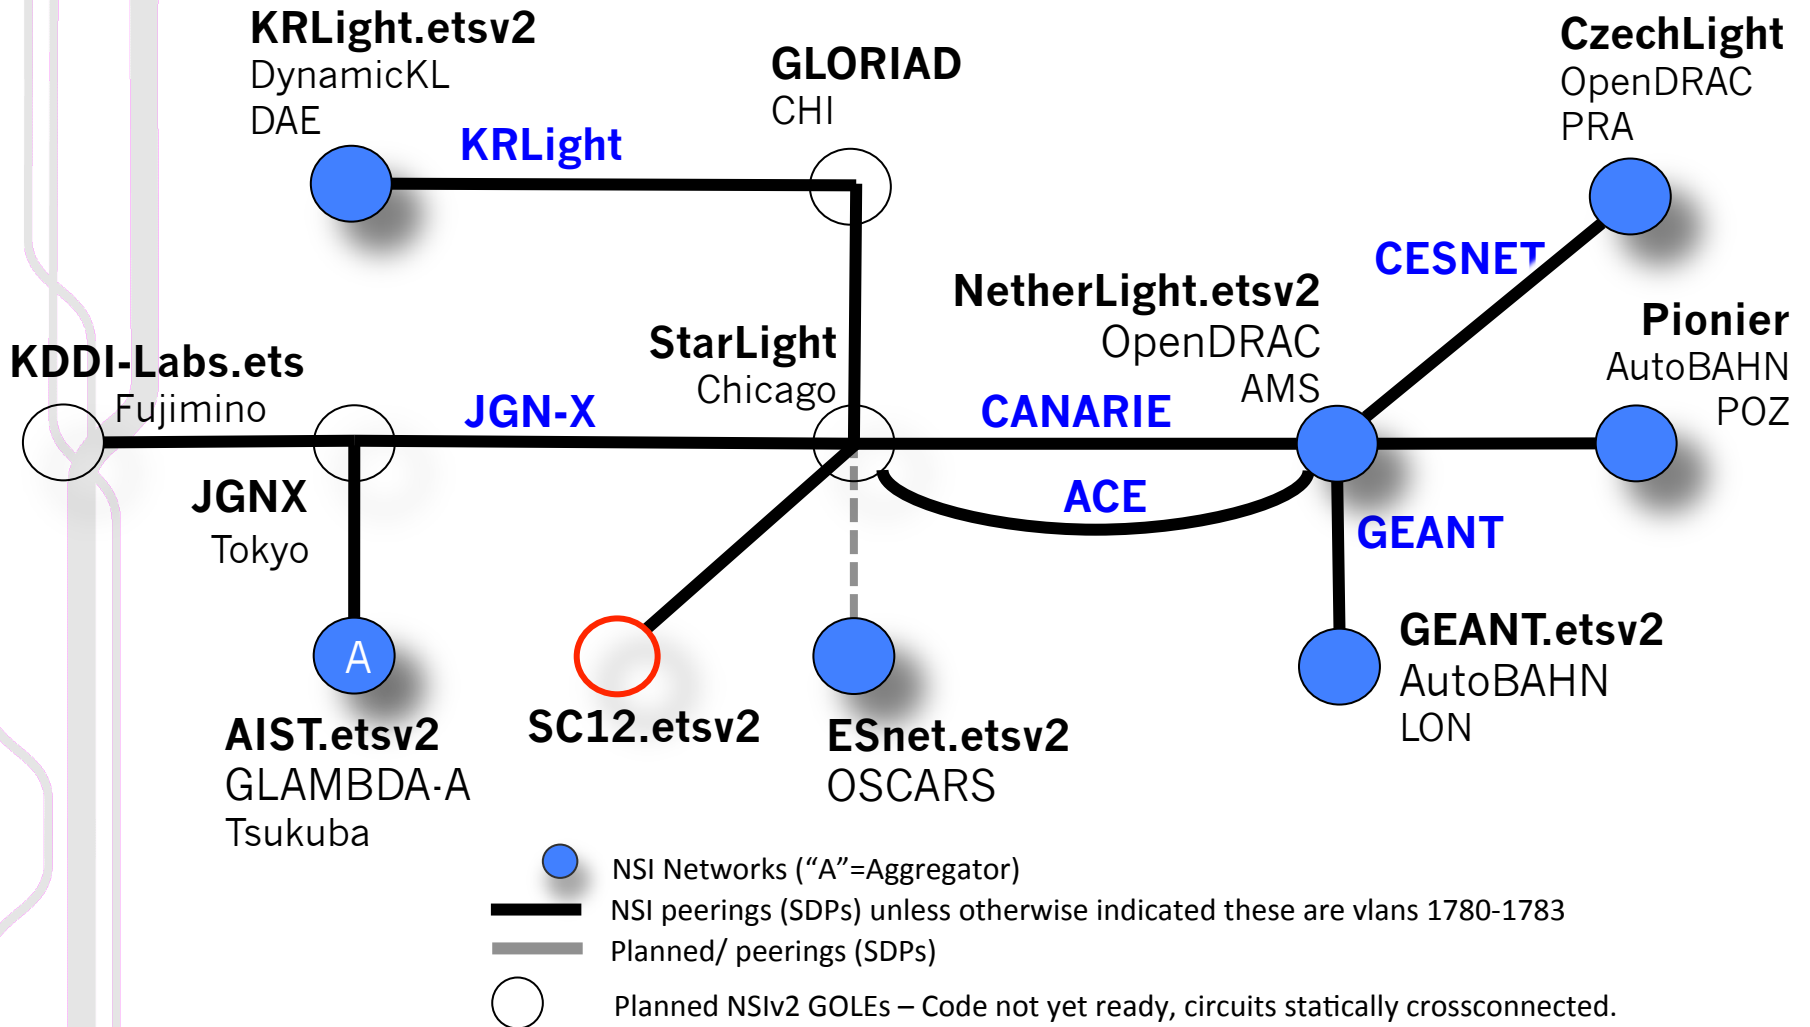 KRLight.etsv2
DynamicKL
DAE
KRLight
GLORIAD
CHI
CzechLight
OpenDRAC
PRA
CESNET
NetherLight.etsv2
OpenDRAC
AMS
Pionier
AutoBAHN
POZ
StarLight
Chicago
KDDI-Labs.ets
Fujimino
JGN-X
CANARIE
JGNX
Tokyo
ACE
GEANT
A
AIST.etsv2
GLAMBDA-A
Tsukuba
SC12.etsv2
ESnet.etsv2
OSCARS
GEANT.etsv2
AutoBAHN
LON
NSI Networks (“A”=Aggregator)
NSI peerings (SDPs) unless otherwise indicated these are vlans 1780-1783
Planned/ peerings (SDPs)
Planned NSIv2 GOLEs – Code not yet ready, circuits statically crossconnected.